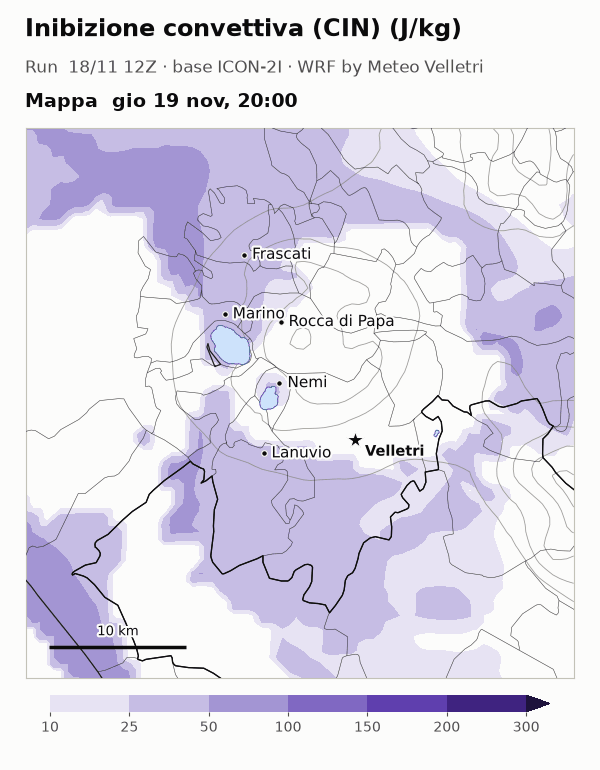 Inibizione convettiva (CIN) (J/kg)
Run 18/11 12Z · base ICON-2I · WRF by Meteo Velletri
Mappa gio 19 nov, 20:00
Frascati
Marino
Rocca di Papa
Nemi
Velletri
Lanuvio
10 km
10 25 50 100 150 200 300